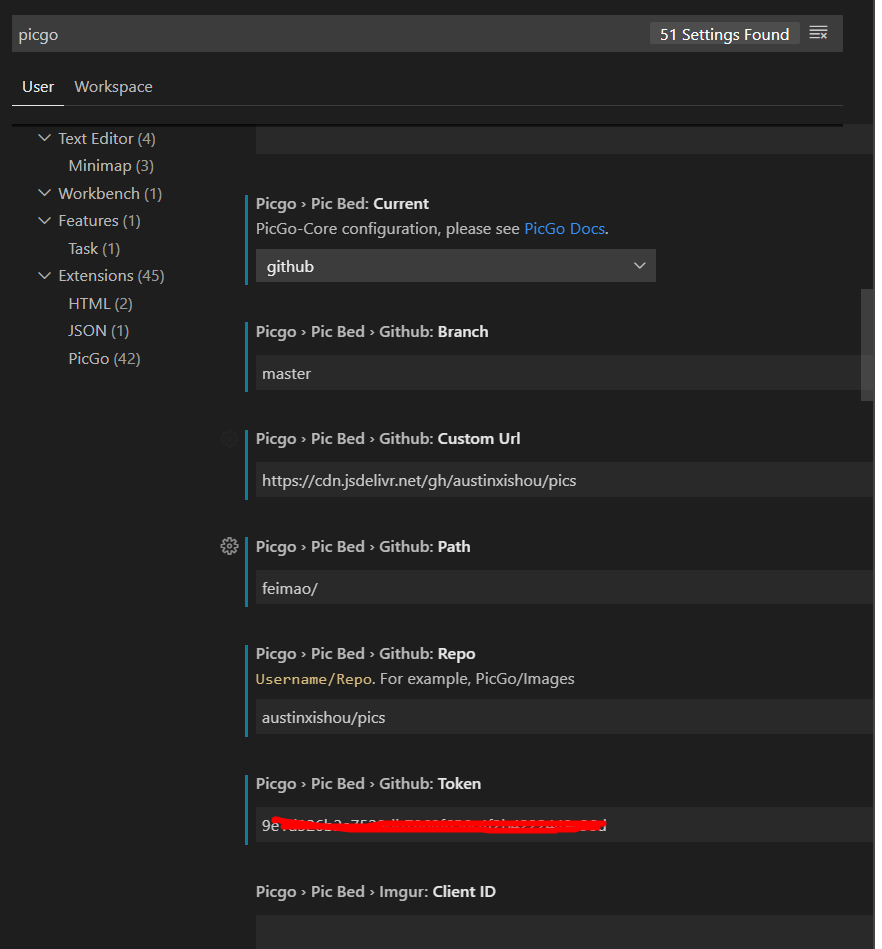 picgo
51 Settings Found
User
Workspace
Text Editor (4)
Minimap (3)
Workbench (1)
Features (1)
Task (1)
Extensions (45)
HTML (2)
JSON (1)
PicGo (42)
Picgo › Pic Bed: Current
PicGo-Core configuration, please see PicGo Docs.
github
Picgo › Pic Bed › Github: Branch
master
Picgo › Pic Bed › Github: Custom Url
https://cdn.jsdelivr.net/gh/austinxishou/pics
Picgo › Pic Bed › Github: Path
feimao/
Picgo › Pic Bed › Github: Repo
Username/Repo. For example, PicGo/Images
austinxishou/pics
Picgo › Pic Bed › Github: Token
Picgo › Pic Bed › Imgur: Client ID